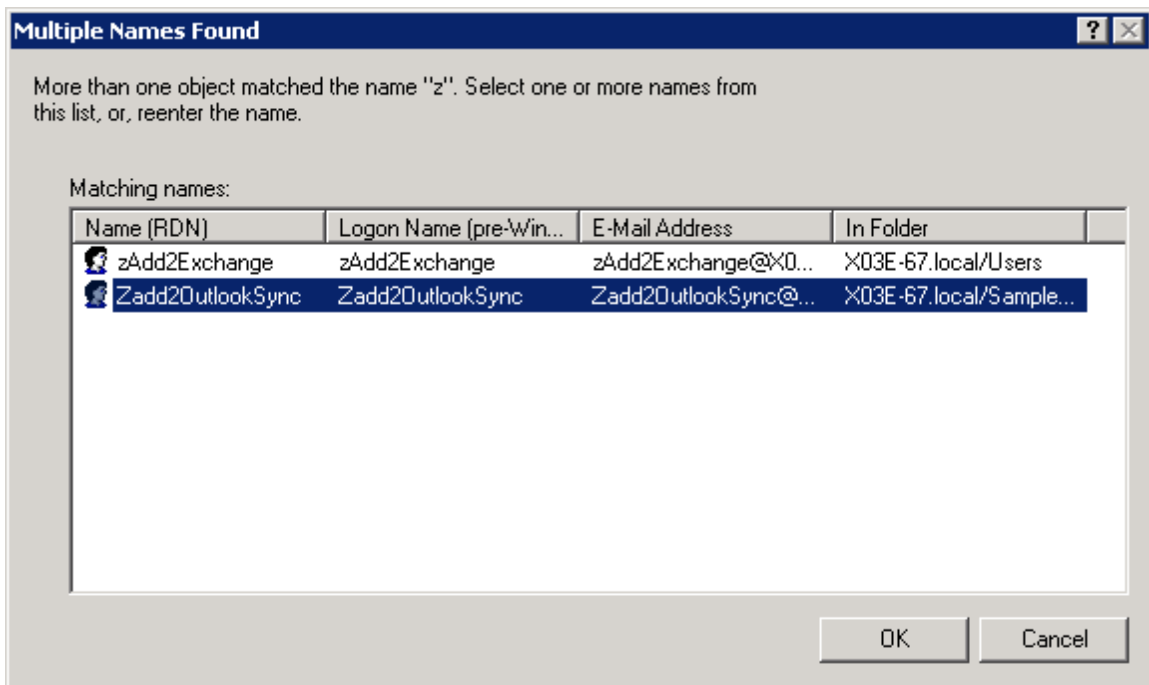 Multiple Names Found
More than one object matched the name "z". Select one or more names from
this list, or, reenter the name.
Matching names:
Name (RDN) Logon Name (pre-Win... E-Mail Address In Folder
zAdd2Exchange zAdd2Exchange zAdd2Exchange@X0... X03E-67.local/Users
Zadd2OutlookSync Zadd2OutlookSync Zadd2OutlookSync@... X03E-67.local/Sample...
OK Cancel